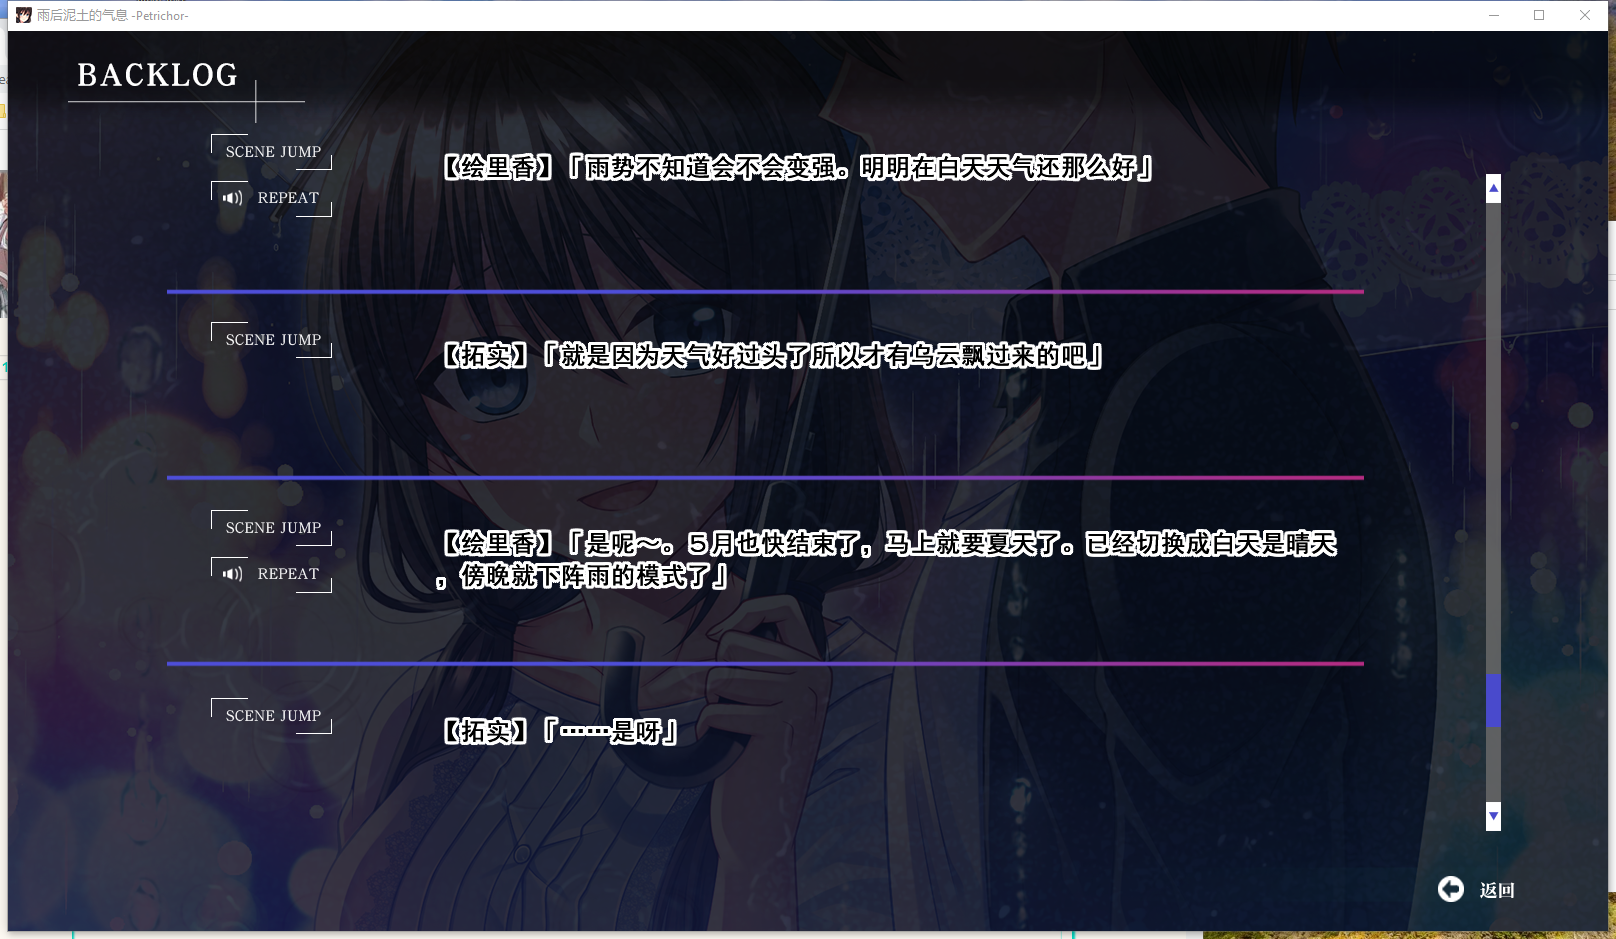 雨后泥土的气息 -Petrichor-
BACKLOG
SCENE JUMP
【绘里香】「雨势不知道会不会变强。明明在白天天气还那么好」
REPEAT
SCENE JUMP
【拓实】「就是因为天气好过头了所以才有乌云飘过来的吧」
SCENE JUMP
【绘里香】「是呢～。５月也快结束了，马上就要夏天了。已经切换成白天是晴天
，傍晚就下阵雨的模式了」
REPEAT
SCENE JUMP
【拓实】「……是呀」
返回